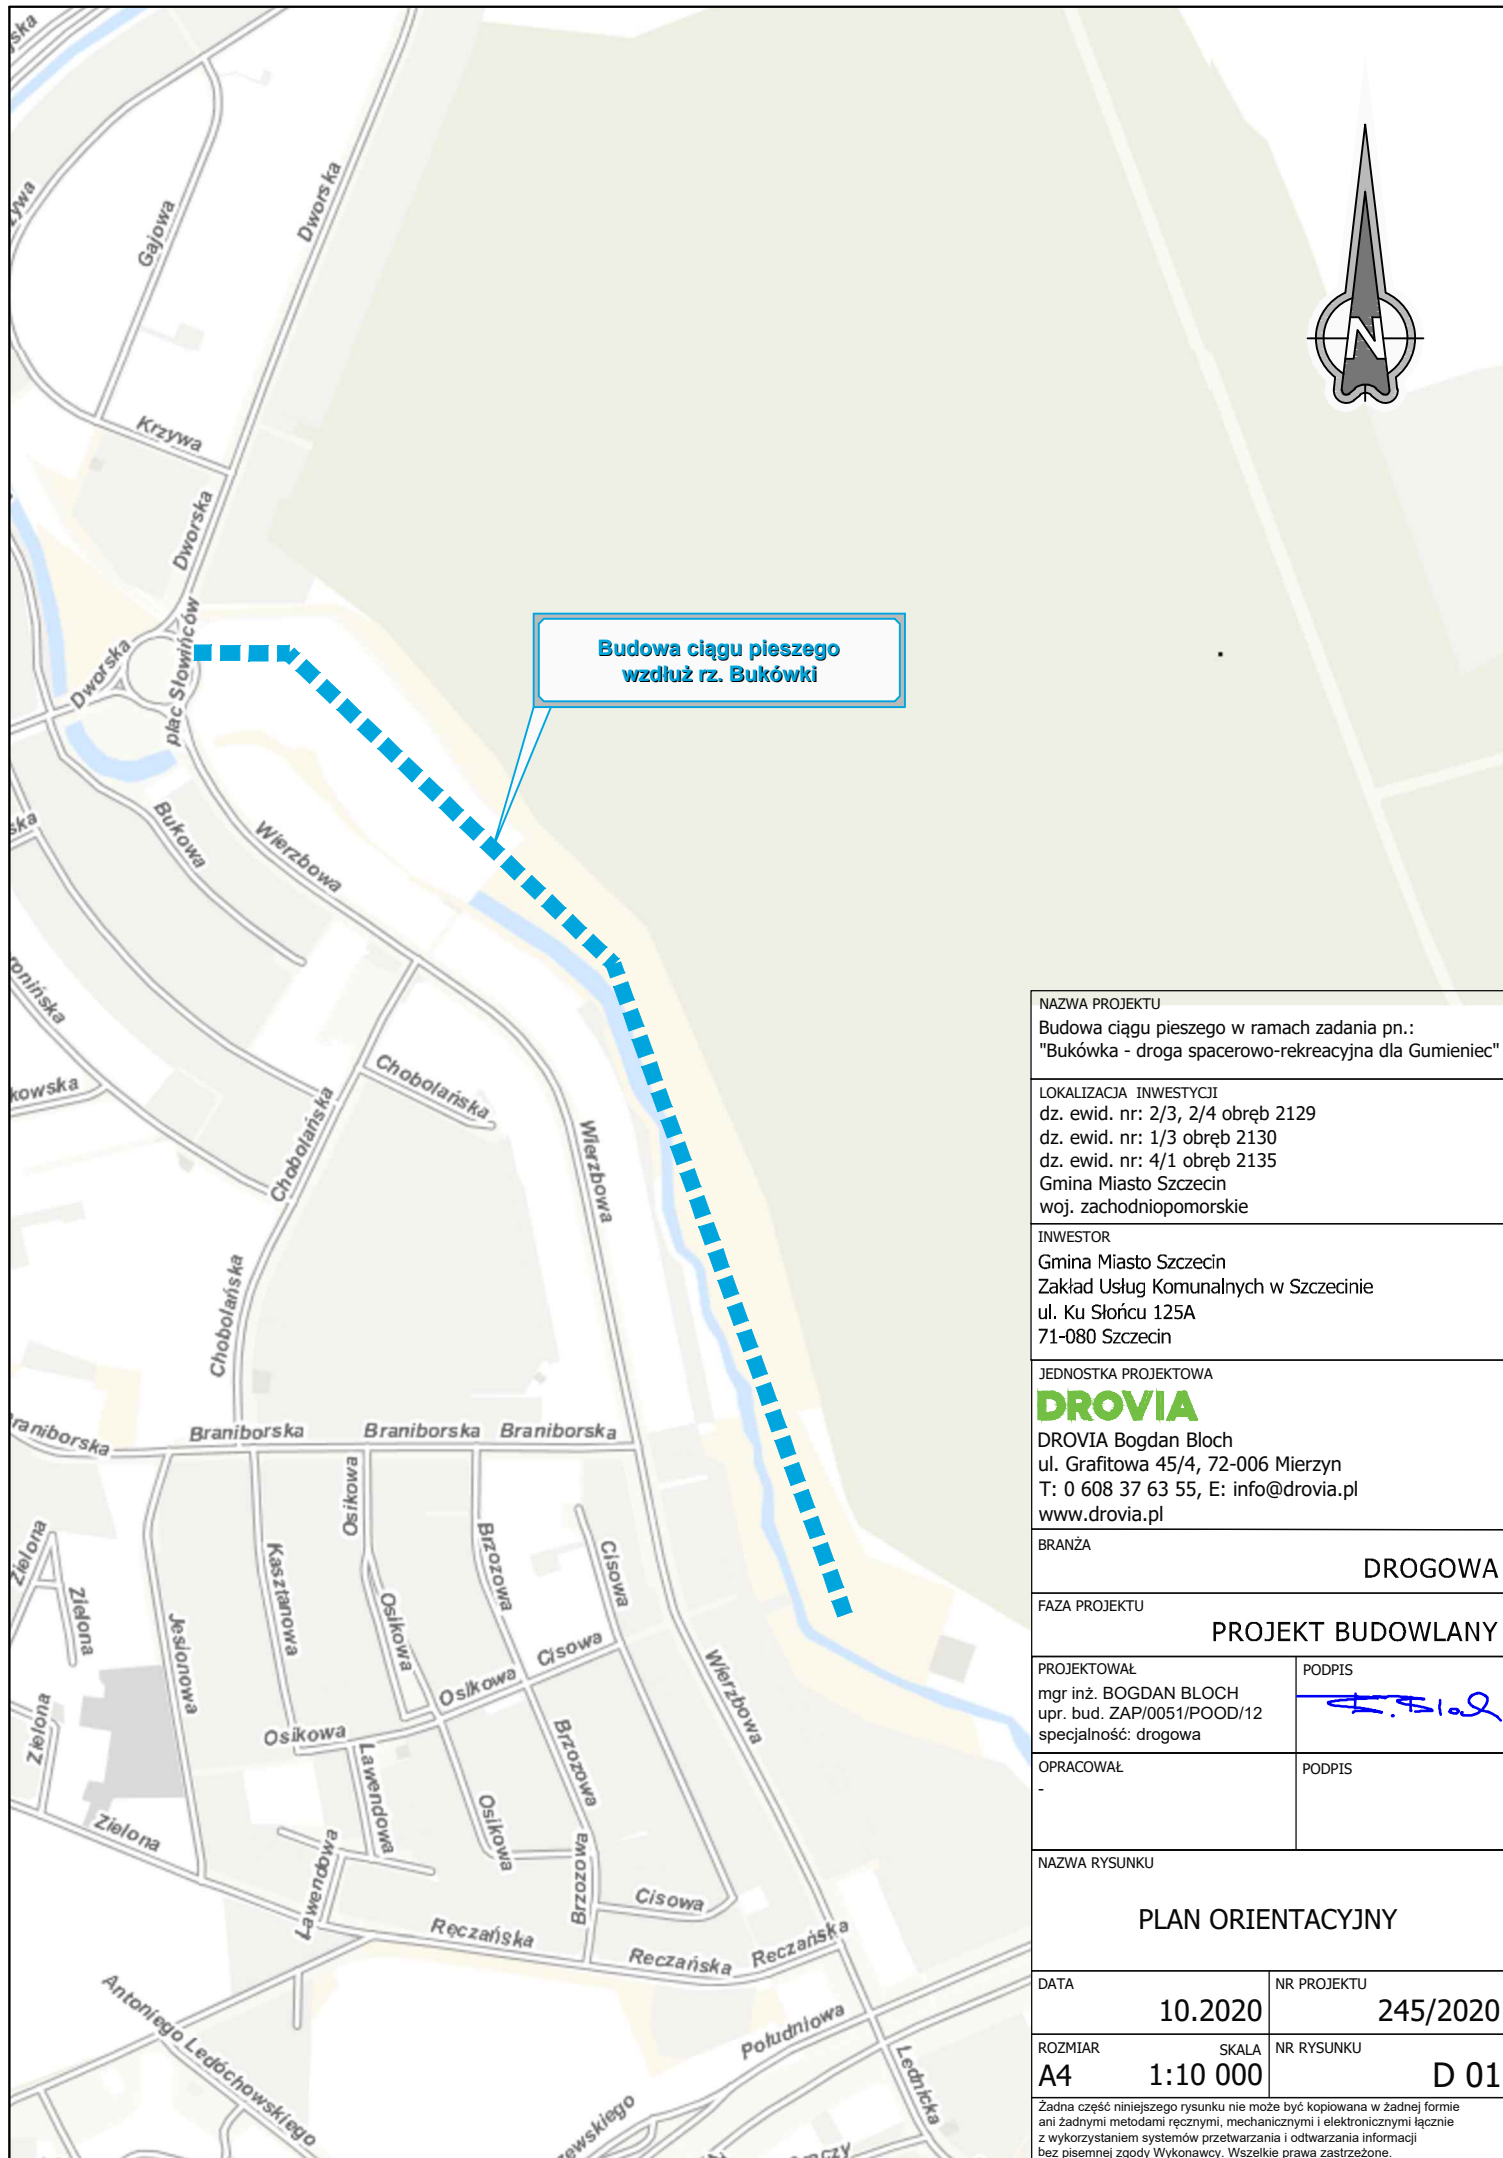 Gajowa
Dworska
Krzywa
Dworska
plac Słowińców
Dworska
Budowa ciągu pieszego
wzdłuż rz. Bukówki
Bukowa
Wierzbowa
Chobolańska
Chobolańska
Wierzbowa
Chobolańska
Braniborska
Braniborska
Braniborska
Osikowa
Zielona
Zielona
Kasztanowa
Brzozowa
Cisowa
Jesionowa
Osikowa
Cisowa
Osikowa
Wierzbowa
Zielona
Osikowa
Lawendowa
Brzozowa
Osikowa
Zielona
Lawendowa
Brzozowa
Cisowa
Reczańska
Reczańska
Reczańska
Antoniego Ledóchowskiego
Południowa
Lednicka
NAZWA PROJEKTU
Budowa ciągu pieszego w ramach zadania pn.:
"Bukówka - droga spacerowo-rekreacyjna dla Gumieniec"
LOKALIZACJA INWESTYCJI
dz. ewid. nr: 2/3, 2/4 obręb 2129
dz. ewid. nr: 1/3 obręb 2130
dz. ewid. nr: 4/1 obręb 2135
Gmina Miasto Szczecin
woj. zachodniopomorskie
INWESTOR
Gmina Miasto Szczecin
Zakład Usług Komunalnych w Szczecinie
ul. Ku Słońcu 125A
71-080 Szczecin
JEDNOSTKA PROJEKTOWA
DROVIA
DROVIA Bogdan Bloch
ul. Grafitowa 45/4, 72-006 Mierzyn
T: 0 608 37 63 55, E: info@drovia.pl
www.drovia.pl
BRANŻA
DROGOWA
FAZA PROJEKTU
PROJEKT BUDOWLANY
PROJEKTOWAŁ
mgr inż. BOGDAN BLOCH
upr. bud. ZAP/0051/POOD/12
specjalność: drogowa
PODPIS
B. Bloch
OPRACOWAŁ
-
PODPIS
NAZWA RYSUNKU
PLAN ORIENTACYJNY
DATA
10.2020
NR PROJEKTU
245/2020
ROZMIAR
A4
SKALA
1:10 000
NR RYSUNKU
D 01
Żadna część niniejszego rysunku nie może być kopiowana w żadnej formie
ani żadnymi metodami ręcznymi, mechanicznymi i elektronicznymi łącznie
z wykorzystaniem systemów przetwarzania i odtwarzania informacji
bez pisemnej zgody Wykonawcy. Wszelkie prawa zastrzeżone.
N